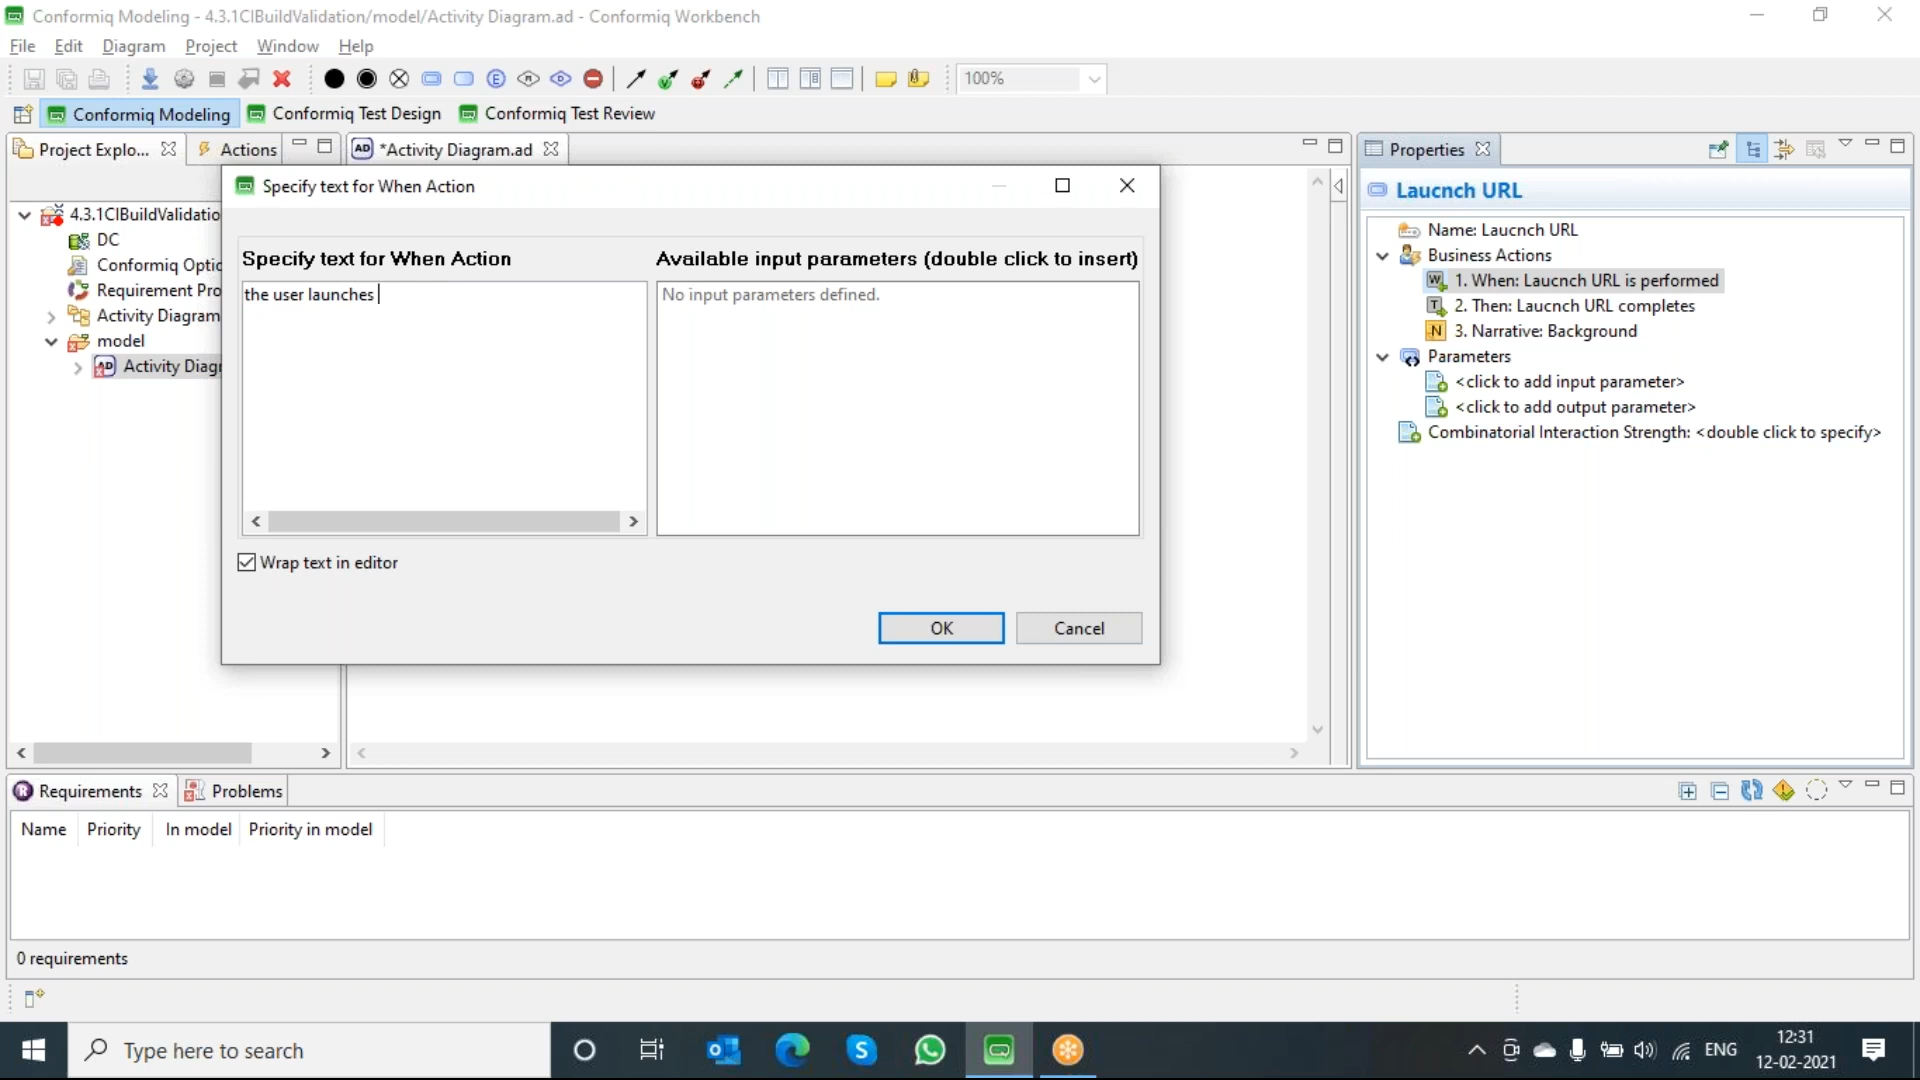 Conformiq Modeling - 4.3.1CIBuildValidation/model/Activity Diagram.ad - Conformiq Workbench
File Edit Diagram Project Window Help
100%
Conformiq Modeling Conformiq Test Design Conformiq Test Review
Project Explo... Actions *Activity Diagram.ad Properties
Specify text for When Action
Laucnch URL
4.3.1CIBuildValidatio
DC
Conformiq Optic
Requirement Pro
Activity Diagram
model
Activity Diagr
Specify text for When Action
Available input parameters (double click to insert)
the user launches
No input parameters defined.
Wrap text in editor
OK Cancel
Name: Laucnch URL
Business Actions
1. When: Laucnch URL is performed
2. Then: Laucnch URL completes
3. Narrative: Background
Parameters
<click to add input parameter>
<click to add output parameter>
Combinatorial Interaction Strength: <double click to specify>
Requirements Problems
Name Priority In model Priority in model
0 requirements
Type here to search
ENG
12:31
12-02-2021